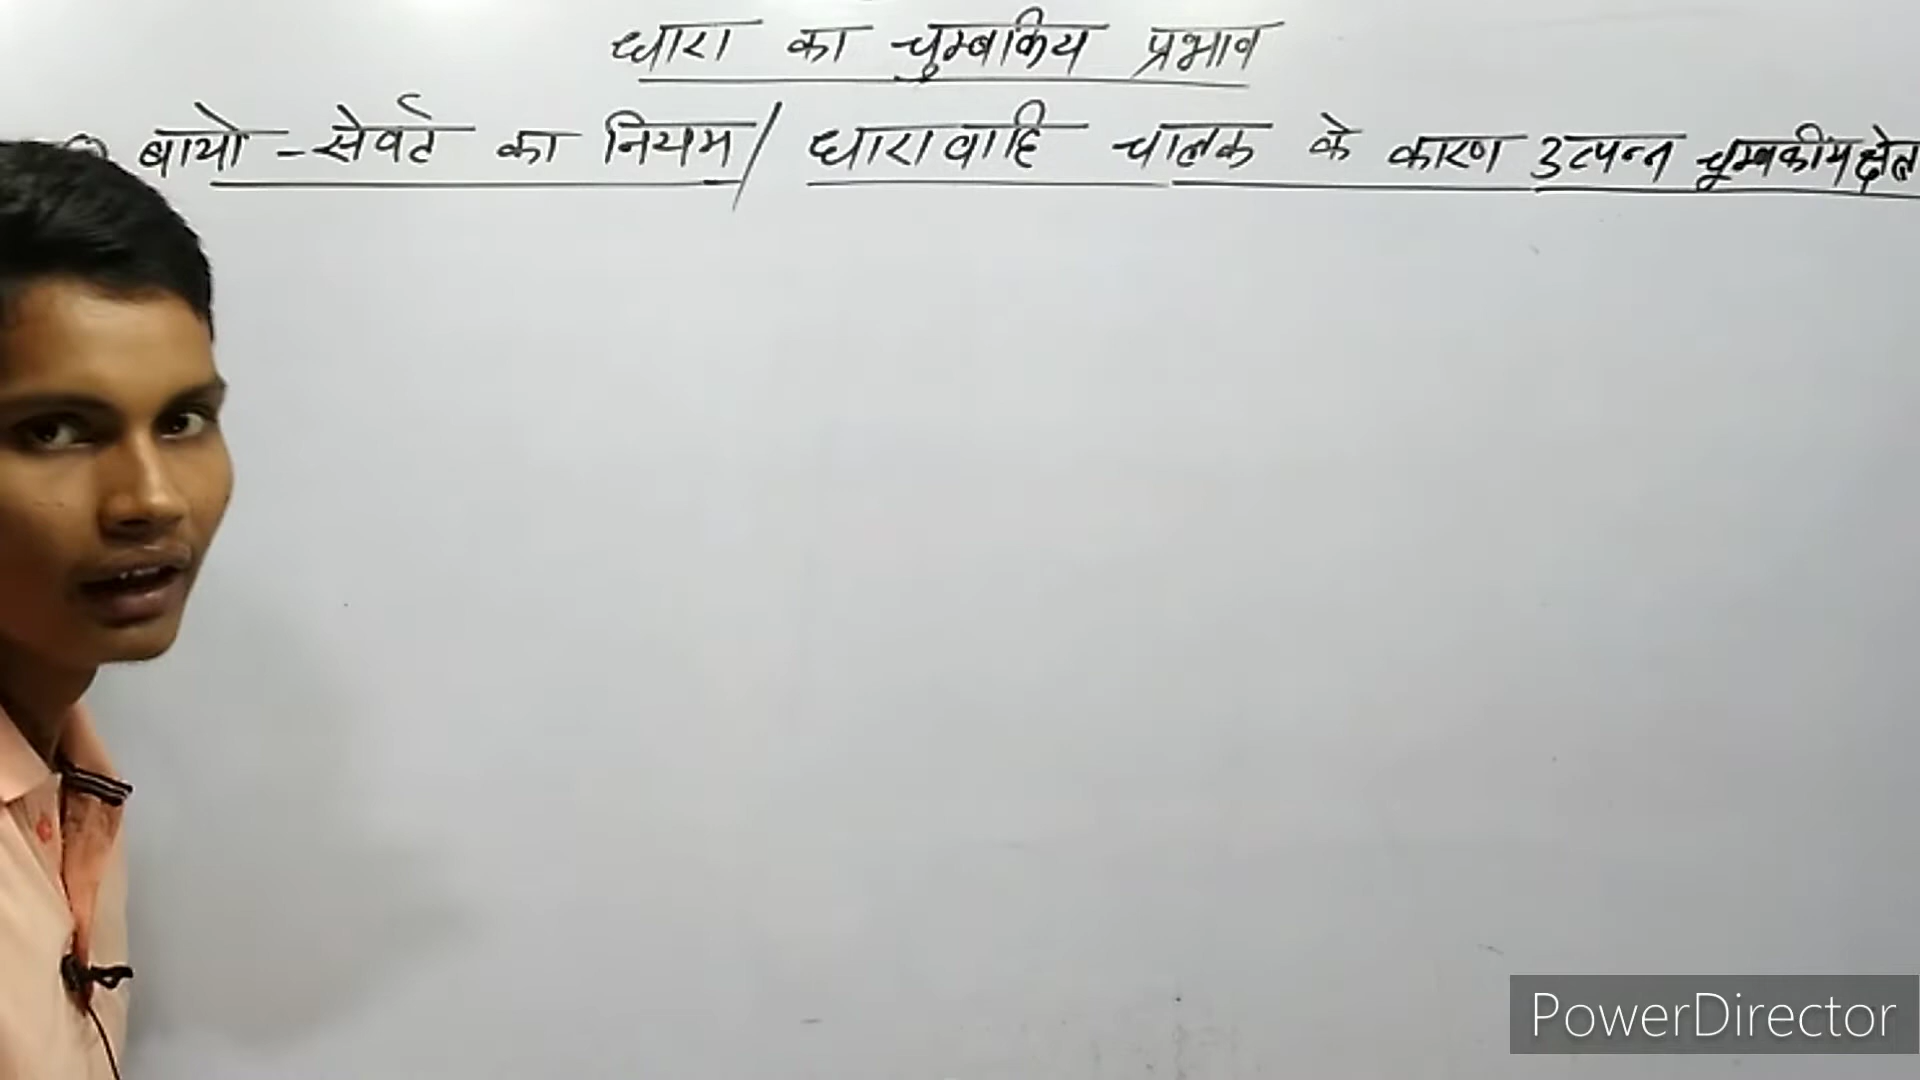 धारा का चुम्बकिय प्रभाव
बायो - सेवर्ट का नियम / धारावाहि चालक के कारण उत्पन्न चूम्बकीय क्षेत्र
PowerDirector